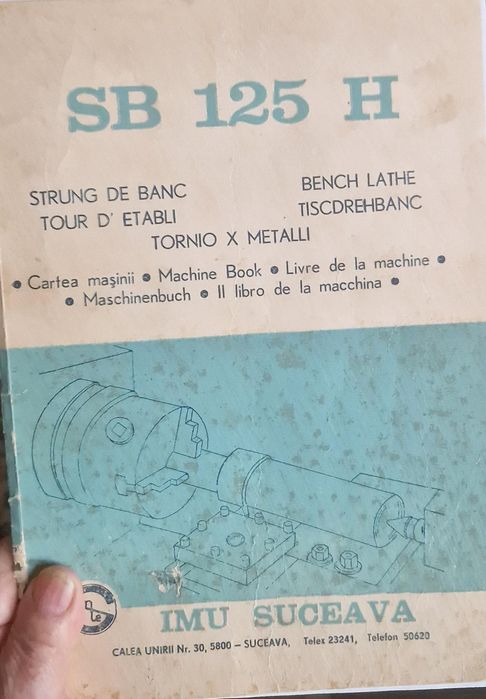 SB 125 H
STRUNG DE BANC
BENCH LATHE
TOUR D' ETABLI
TISCDREHBANC
TORNIO X METALLI
• Cartea mașinii • Machine Book • Livre de la machine •
• Maschinenbuch • Il libro de la macchina •
IMU SUCEAVA
CALEA UNIRII Nr. 30, 5800 – SUCEAVA, Telex 23241, Telefon 50620